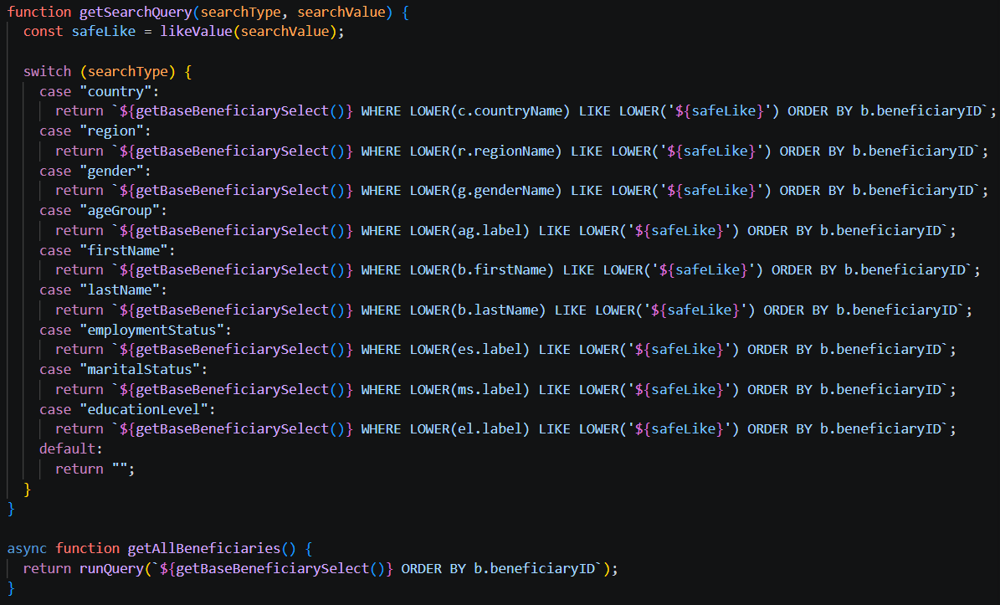 function getSearchQuery(searchType, searchValue) {
  const safeLike = likeValue(searchValue);

  switch (searchType) {
    case "country":
      return `${getBaseBeneficiarySelect()} WHERE LOWER(c.countryName) LIKE LOWER('${safeLike}') ORDER BY b.beneficiaryID`;
    case "region":
      return `${getBaseBeneficiarySelect()} WHERE LOWER(r.regionName) LIKE LOWER('${safeLike}') ORDER BY b.beneficiaryID`;
    case "gender":
      return `${getBaseBeneficiarySelect()} WHERE LOWER(g.genderName) LIKE LOWER('${safeLike}') ORDER BY b.beneficiaryID`;
    case "ageGroup":
      return `${getBaseBeneficiarySelect()} WHERE LOWER(ag.label) LIKE LOWER('${safeLike}') ORDER BY b.beneficiaryID`;
    case "firstName":
      return `${getBaseBeneficiarySelect()} WHERE LOWER(b.firstName) LIKE LOWER('${safeLike}') ORDER BY b.beneficiaryID`;
    case "lastName":
      return `${getBaseBeneficiarySelect()} WHERE LOWER(b.lastName) LIKE LOWER('${safeLike}') ORDER BY b.beneficiaryID`;
    case "employmentStatus":
      return `${getBaseBeneficiarySelect()} WHERE LOWER(es.label) LIKE LOWER('${safeLike}') ORDER BY b.beneficiaryID`;
    case "maritalStatus":
      return `${getBaseBeneficiarySelect()} WHERE LOWER(ms.label) LIKE LOWER('${safeLike}') ORDER BY b.beneficiaryID`;
    case "educationLevel":
      return `${getBaseBeneficiarySelect()} WHERE LOWER(el.label) LIKE LOWER('${safeLike}') ORDER BY b.beneficiaryID`;
    default:
      return "";
  }
}

async function getAllBeneficiaries() {
  return runQuery(`${getBaseBeneficiarySelect()} ORDER BY b.beneficiaryID`);
}